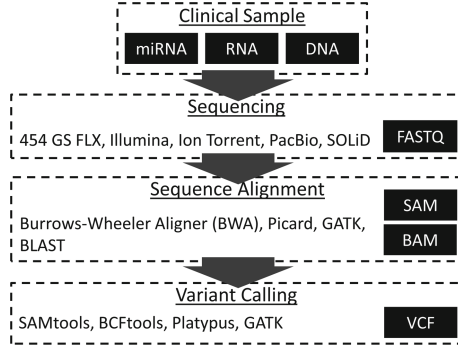 Clinical Sample
miRNA RNA DNA
Sequencing
454 GS FLX, Illumina, Ion Torrent, PacBio, SOLiD FASTQ
Sequence Alignment
SAM
Burrows-Wheeler Aligner (BWA), Picard, GATK,
BLAST
BAM
Variant Calling
SAMtools, BCFtools, Platypus, GATK VCF